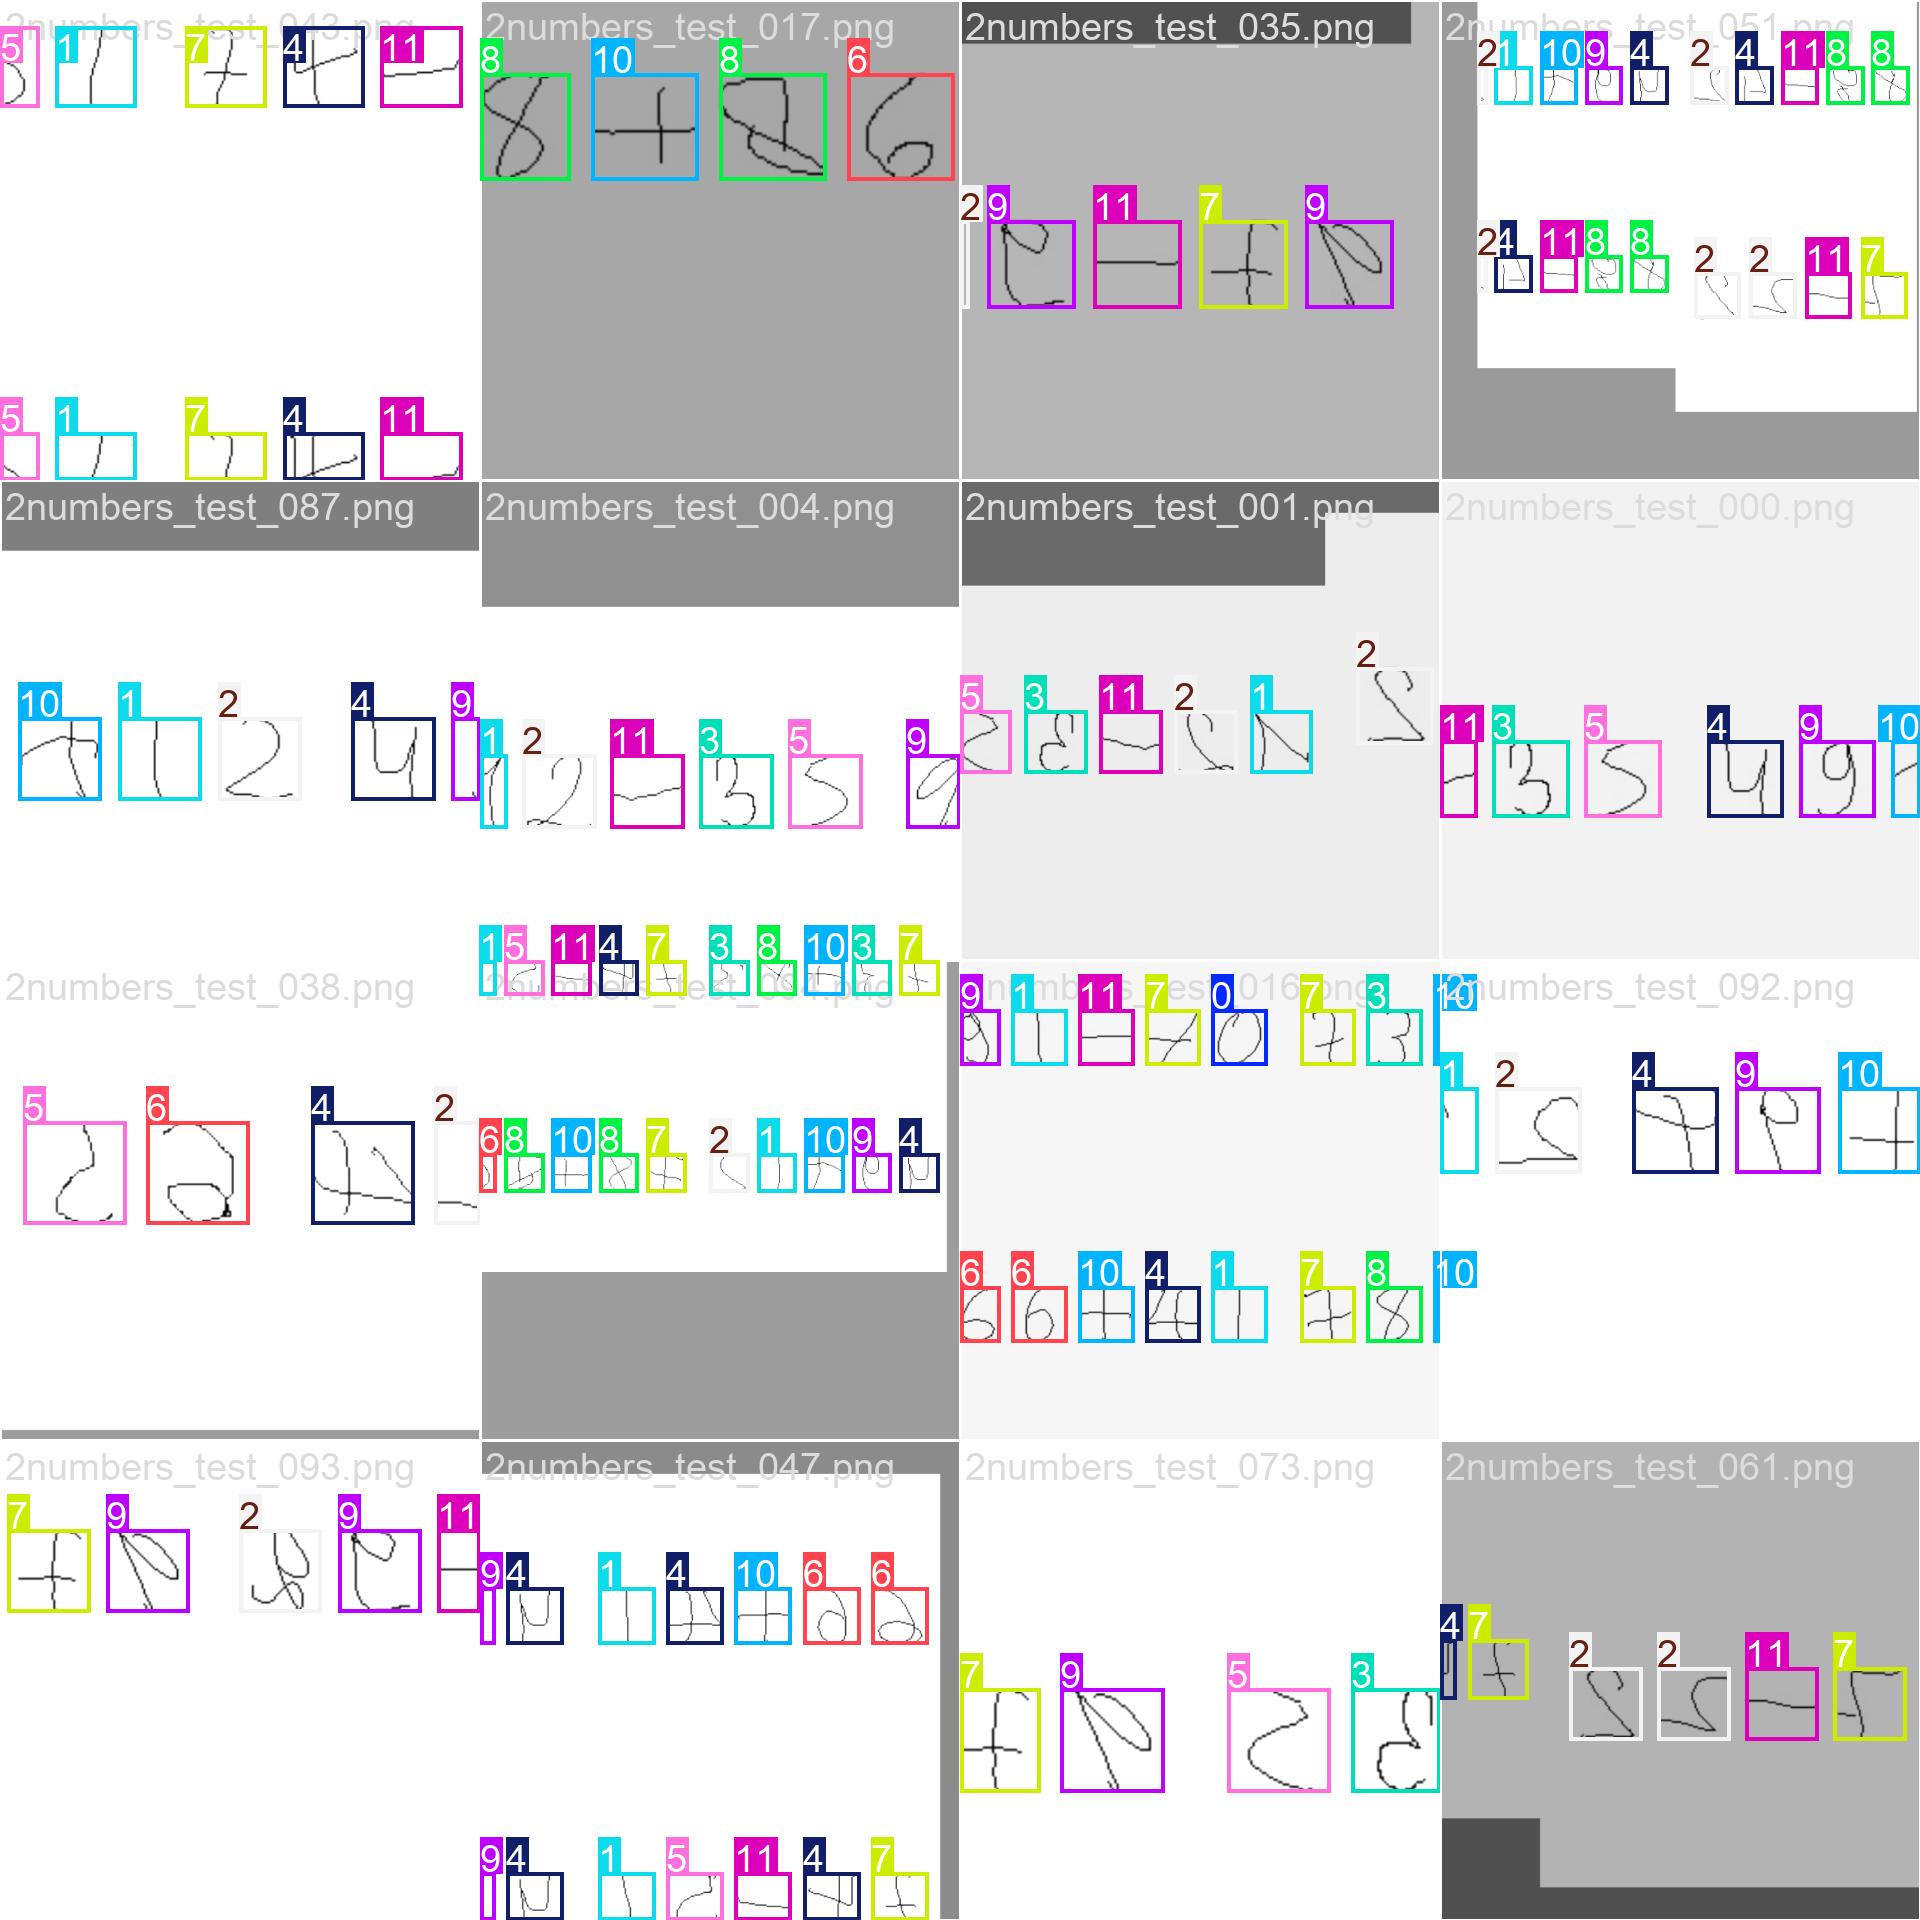 2numbers_test_043.png
5 1 7 4 11
5 1 7 4 11
2numbers_test_017.png
8 10 8 6
2numbers_test_035.png
2 9 11 7 9
2numbers_test_051.png
2 1 10 9 4 2 4 11 8 8
2 4 11 8 8 2 2 11 7
2numbers_test_087.png
10 1 2 4 9
2numbers_test_004.png
1 2 11 3 5 9
2numbers_test_001.png
2
5 3 11 2 1
2numbers_test_000.png
11 3 5 4 9 10
2numbers_test_038.png
5 6 4 2
1 5 11 4 7 3 8 10 3 7
6 8 10 8 7 2 1 10 9 4
2numbers_test_016.png
9 1 11 7 0 7 3 10
6 6 10 4 1 7 8 10
2numbers_test_092.png
1 2 4 9 10
2numbers_test_093.png
7 9 2 9 11
2numbers_test_047.png
9 4 1 4 10 6 6
9 4 1 5 11 4 7
2numbers_test_073.png
7 9 5 3
2numbers_test_061.png
4 7 2 2 11 7